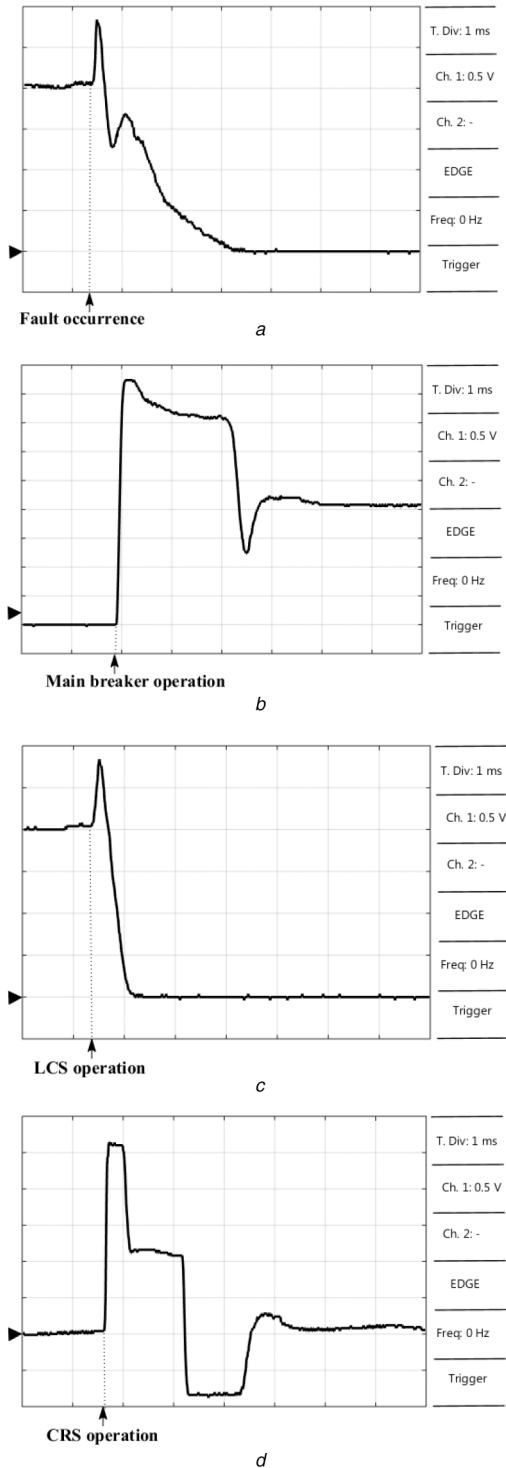 T. Div: 1 ms
Ch. 1: 0.5 V
Ch. 2: -
EDGE
Freq: 0 Hz
Trigger
Fault occurrence
a
T. Div: 1 ms
Ch. 1: 0.5 V
Ch. 2: -
EDGE
Freq: 0 Hz
Trigger
Main breaker operation
b
T. Div: 1 ms
Ch. 1: 0.5 V
Ch. 2: -
EDGE
Freq: 0 Hz
Trigger
LCS operation
c
T. Div: 1 ms
Ch. 1: 0.5 V
Ch. 2: -
EDGE
Freq: 0 Hz
Trigger
CRS operation
d